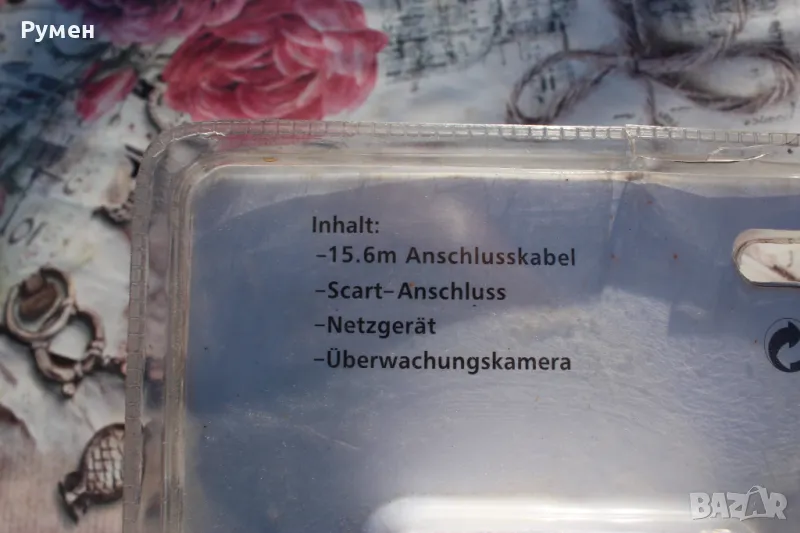 Румен
Inhalt:
-15.6m Anschlusskabel
-Scart-Anschluss
-Netzgerät
-Überwachungskamera
BAZAR